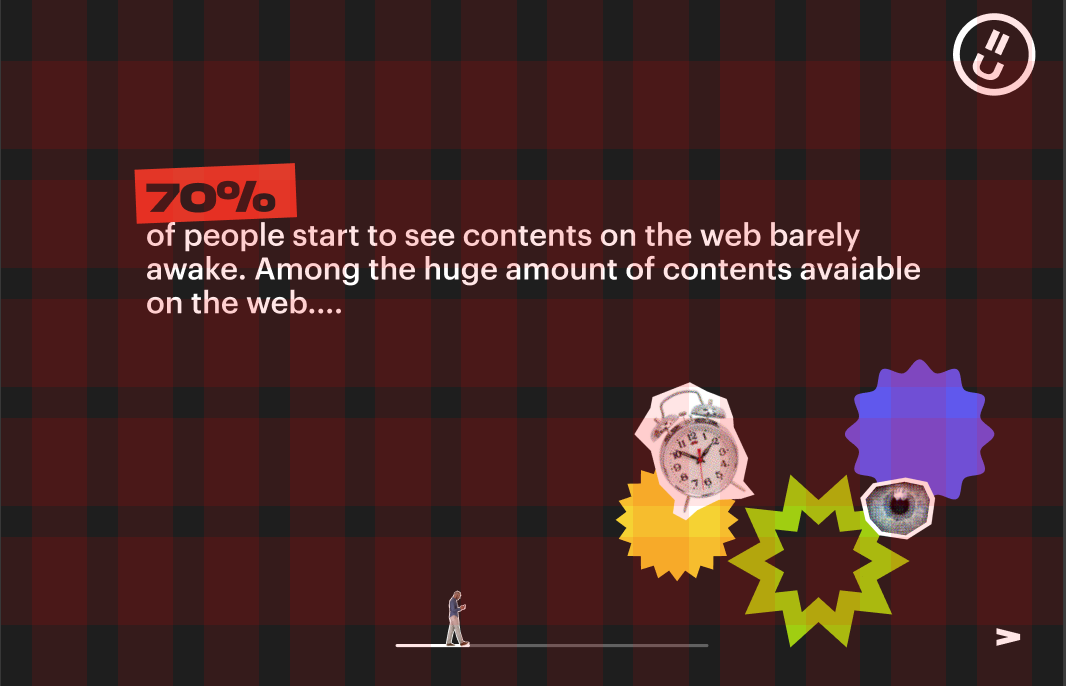 70%
of people start to see contents on the web barely
awake. Among the huge amount of contents avaiable
on the web....